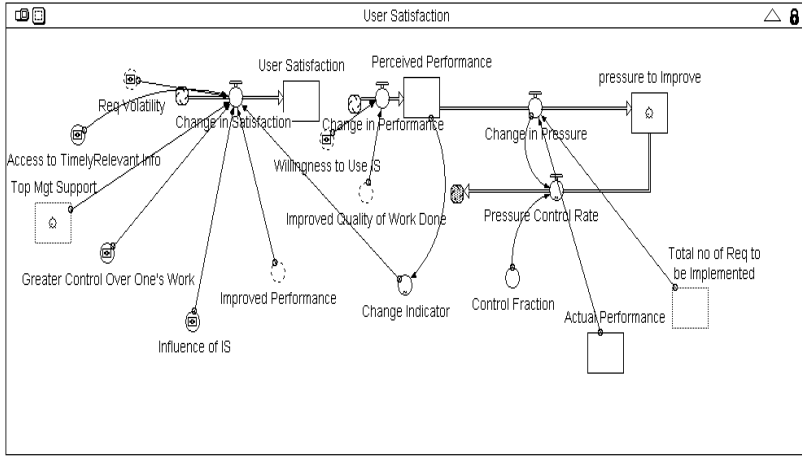 User Satisfaction
User Satisfaction
Perceived Performance
pressure to Improve
Req Volatility
Change in Satisfaction
Change in Performance
Change in Pressure
Access to TimelyRelevant Info
Willingness to Use IS
Top Mgt Support
Improved Quality of Work Done
Pressure Control Rate
Greater Control Over One's Work
Improved Performance
Change Indicator
Control Fraction
Total no of Req to
be Implemented
Actual Performance
Influence of IS